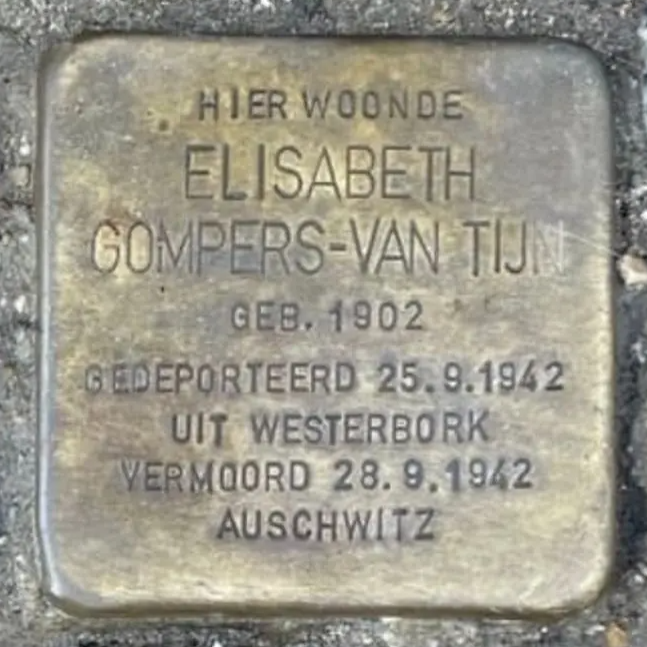 HIER WOONDE
ELISABETH
GOMPERS-VAN TIJN
GEB. 1902
GEDEPORTEERD 25.9.1942
UIT WESTERBORK
VERMOORD 28.9.1942
AUSCHWITZ